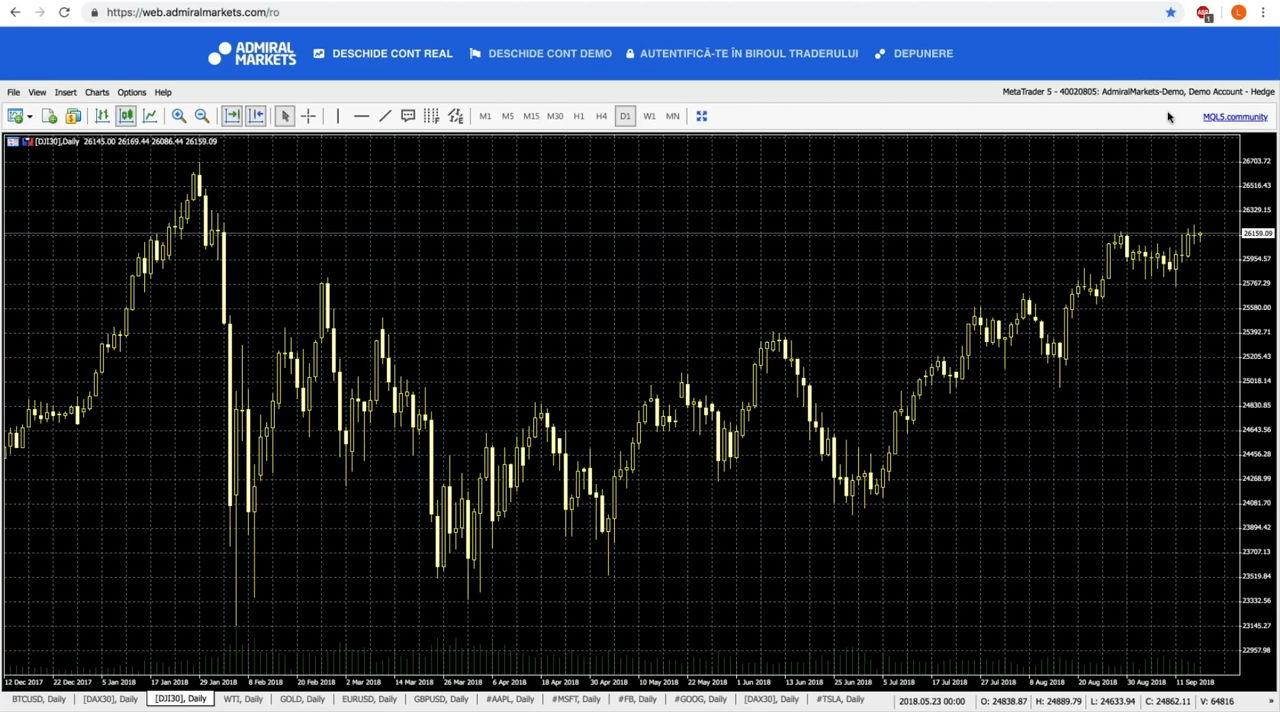 https://web.admiralmarkets.com/ro
ABP
1
L
ADMIRAL
MARKETS
DESCHIDE CONT REAL
DESCHIDE CONT DEMO
AUTENTIFICĂ-TE ÎN BIROUL TRADERULUI
DEPUNERE
File View Insert Charts Options Help
MetaTrader 5 - 40020805: AdmiralMarkets-Demo, Demo Account - Hedge
M1 M5 M15 M30 H1 H4 D1 W1 MN
MQL5.community
[DJI30],Daily 26145.00 26169.44 26086.44 26159.09
26703.72
26516.43
26329.15
26159.09
25954.57
25767.29
25580.00
25392.71
25205.43
25018.14
24830.85
24643.56
24456.28
24268.99
24081.70
23894.42
23707.13
23519.84
23332.56
23145.27
22957.98
12 Dec 2017 22 Dec 2017 5 Jan 2018 17 Jan 2018 29 Jan 2018 8 Feb 2018 20 Feb 2018 2 Mar 2018 14 Mar 2018 26 Mar 2018 6 Apr 2018 18 Apr 2018 30 Apr 2018 10 May 2018 22 May 2018 1 Jun 2018 13 Jun 2018 25 Jun 2018 5 Jul 2018 17 Jul 2018 27 Jul 2018 8 Aug 2018 20 Aug 2018 30 Aug 2018 11 Sep 2018
BTCUSD, Daily [DAX30], Daily [DJI30], Daily WTI, Daily GOLD, Daily EURUSD, Daily GBPUSD, Daily #AAPL, Daily #MSFT, Daily #FB, Daily #GOOG, Daily [DAX30], Daily #TSLA, Daily
2018.05.23 00:00 O: 24838.87 H: 24889.79 L: 24633.94 C: 24862.11 V: 64816 »